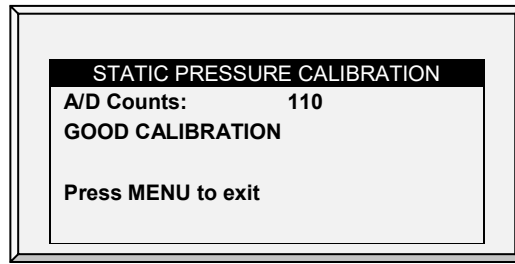 STATIC PRESSURE CALIBRATION
A/D Counts: 110
GOOD CALIBRATION
Press MENU to exit